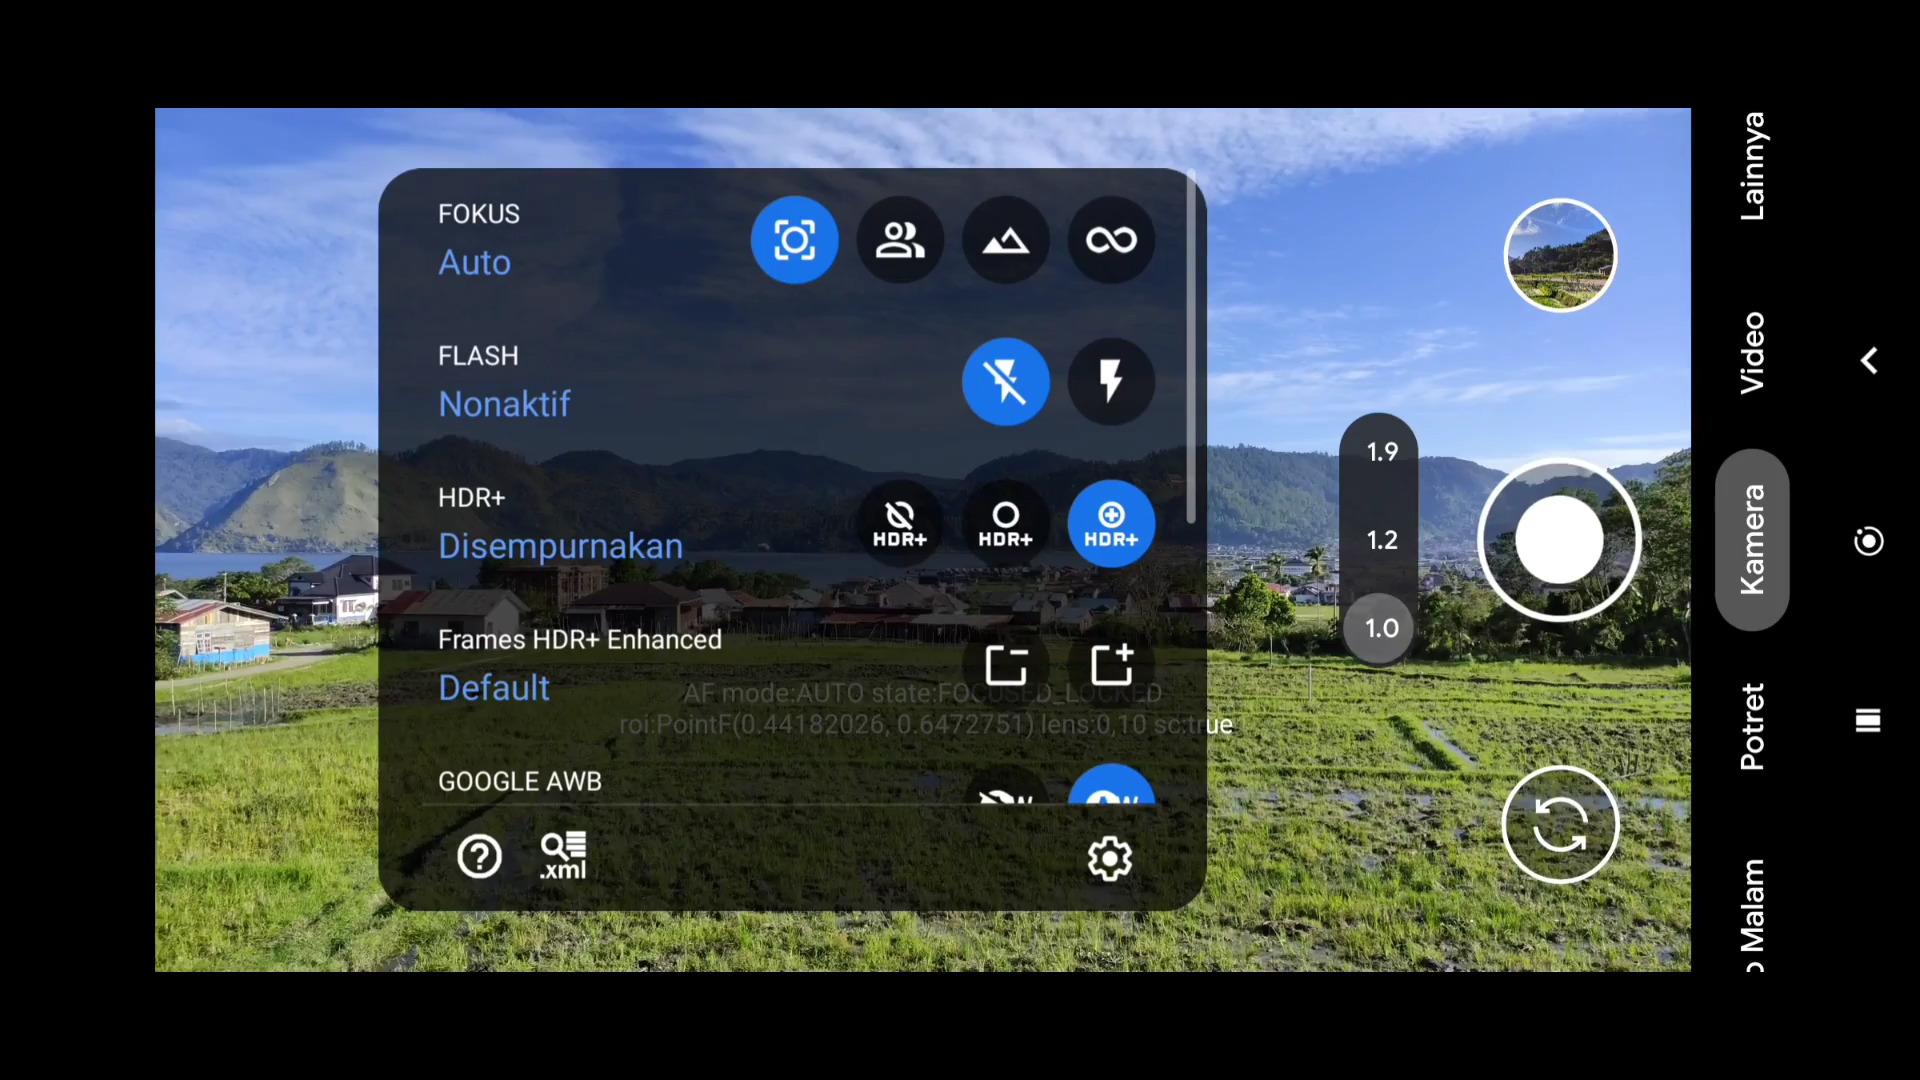 FOKUS
Auto
FLASH
Nonaktif
HDR+
Disempurnakan
HDR+
HDR+
HDR+
Frames HDR+ Enhanced
Default
AF mode:AUTO state:FOCUSED_LOCKED
roi:PointF(0.44182026, 0.6472751) lens:0,10 sc:true
GOOGLE AWB
.xml
1.9
1.2
1.0
Lainnya
Video
Kamera
Potret
Malam